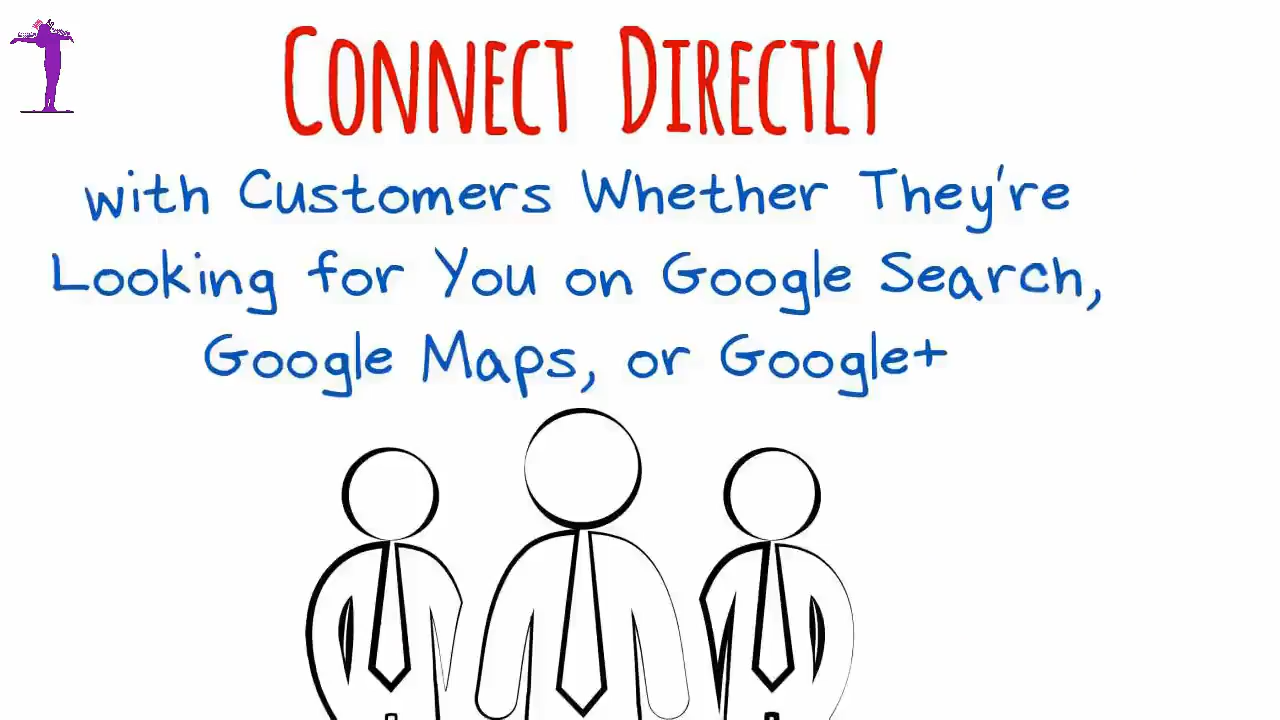 Connect Directly
with Customers Whether They're
Looking for You on Google Search,
Google Maps, or Google+